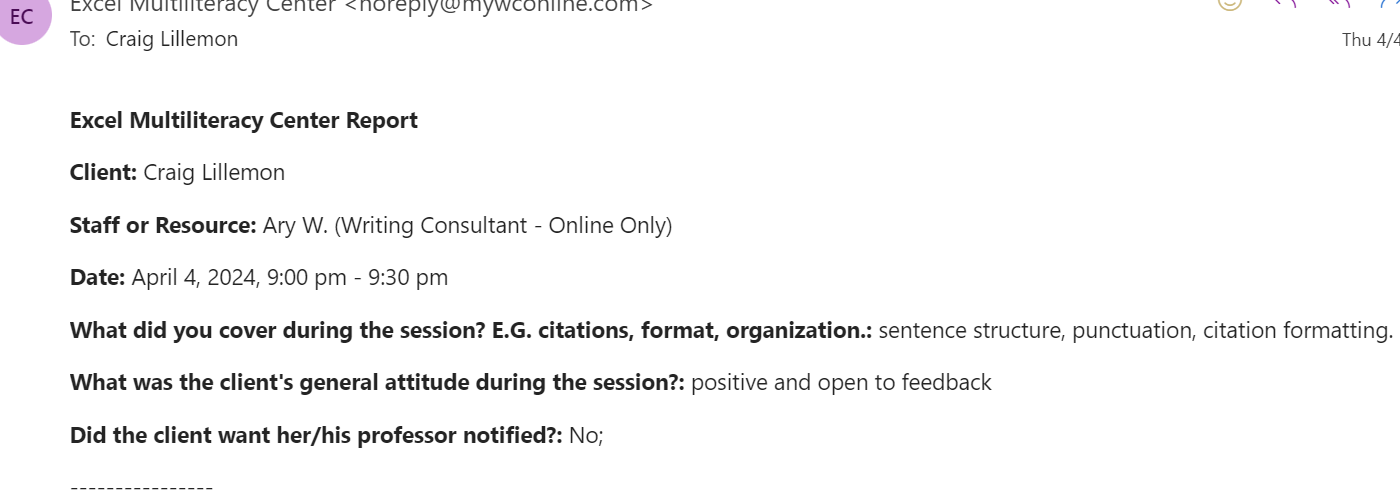 EC
Excel Multiliteracy Center <noreply@mywconline.com>
To: Craig Lillemon
Thu 4/4
Excel Multiliteracy Center Report
Client: Craig Lillemon
Staff or Resource: Ary W. (Writing Consultant - Online Only)
Date: April 4, 2024, 9:00 pm - 9:30 pm
What did you cover during the session? E.G. citations, format, organization.: sentence structure, punctuation, citation formatting.
What was the client's general attitude during the session?: positive and open to feedback
Did the client want her/his professor notified?: No;
----------------